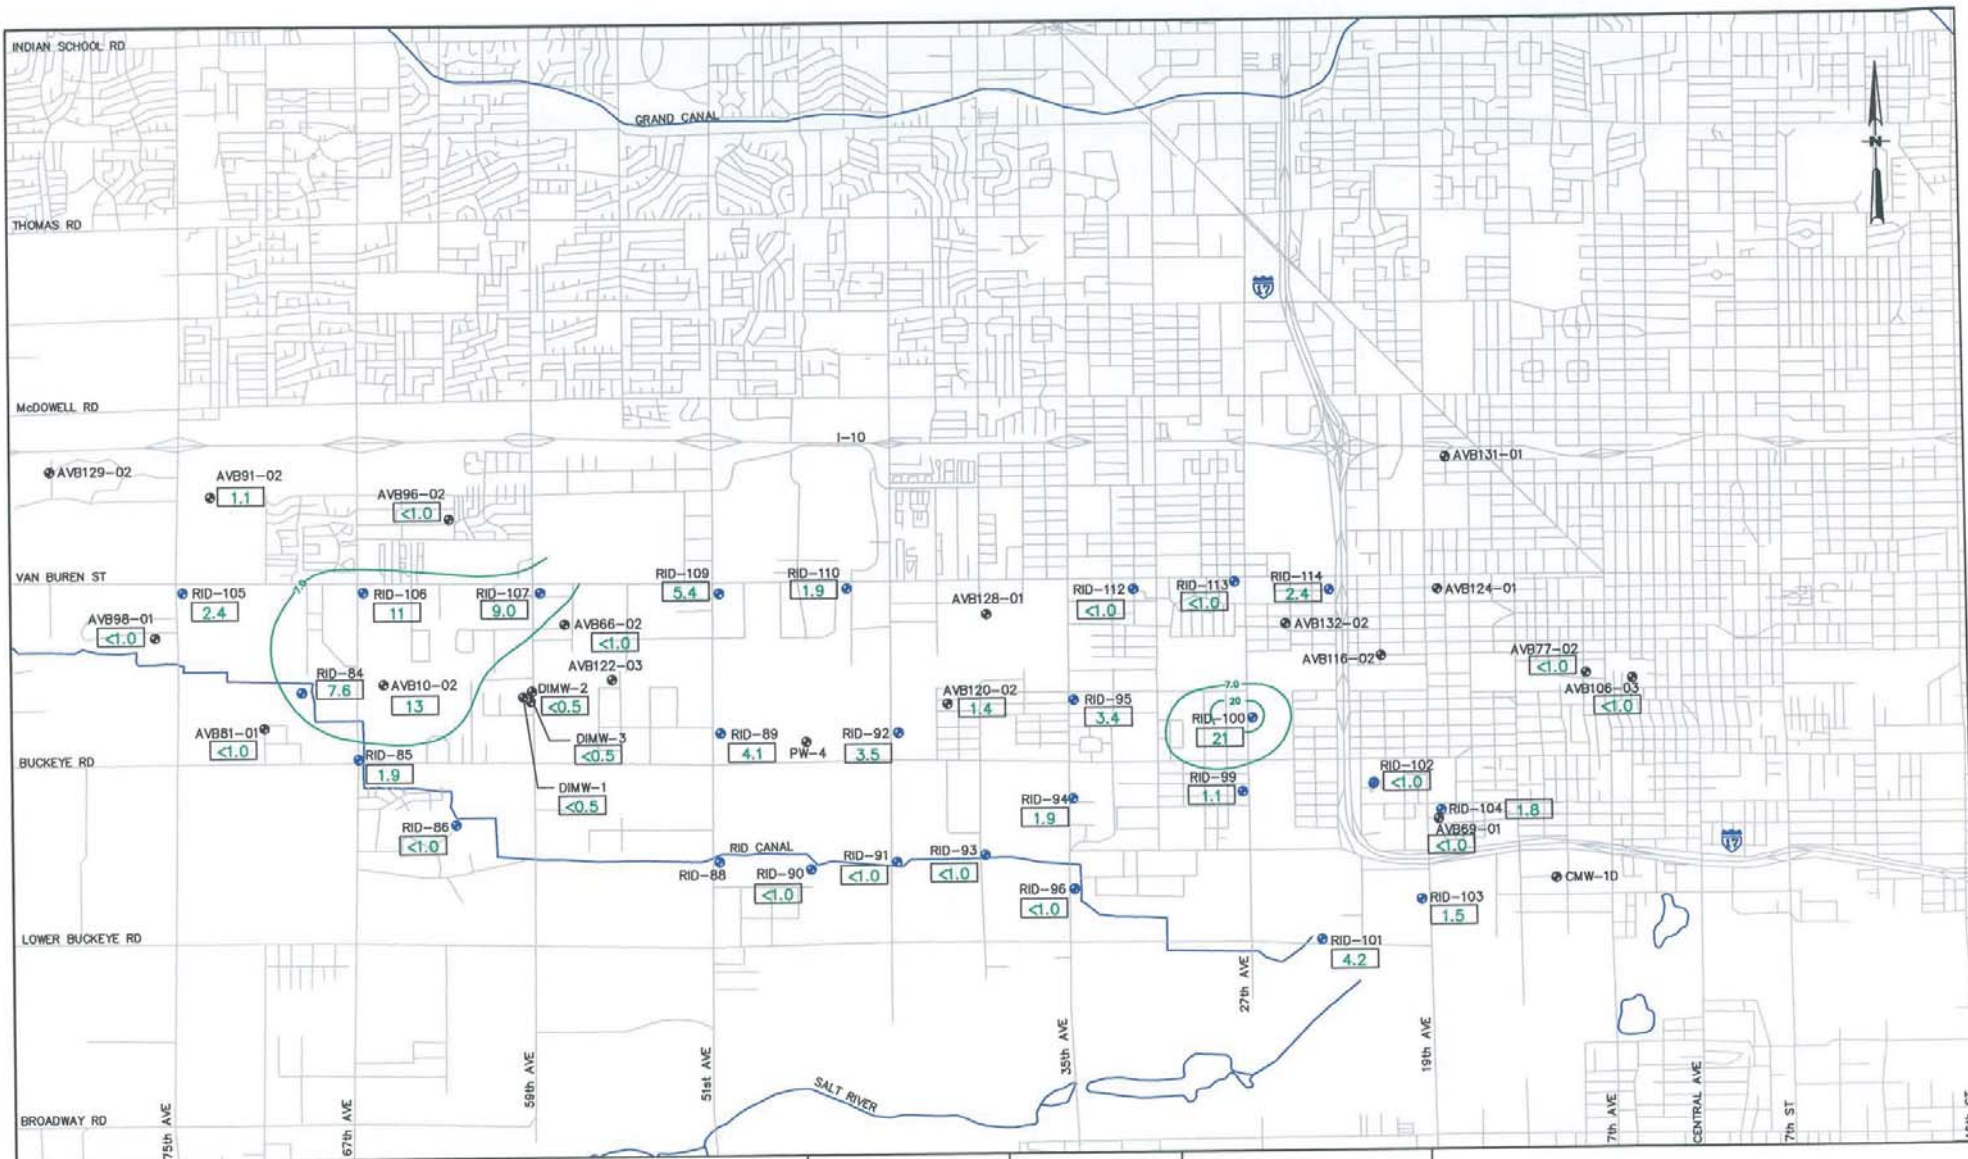 INDIAN SCHOOL RD
GRAND CANAL
N
THOMAS RD
17
McDOWELL RD
I-10
AVB131-01
AVB129-02
AVB91-02
1.1
AVB96-02
<1.0
VAN BUREN ST
7.0
RID-105
2.4
RID-106
11
RID-107
9.0
RID-109
5.4
RID-110
1.9
AVB128-01
RID-112
<1.0
RID-113
<1.0
RID-114
2.4
AVB124-01
AVB98-01
<1.0
AVB66-02
<1.0
AVB132-02
AVB116-02
AVB77-02
<1.0
AVB106-03
<1.0
RID-84
7.6
AVB10-02
13
AVB122-03
DIMW-2
<0.5
AVB120-02
1.4
RID-95
3.4
7.0
20
RID-100
21
AVB81-01
<1.0
DIMW-3
<0.5
RID-89
4.1
PW-4
RID-92
3.5
BUCKEYE RD
RID-85
1.9
DIMW-1
<0.5
RID-94
1.9
RID-99
1.1
RID-102
<1.0
RID-104
1.8
AVB69-01
<1.0
17
RID-86
<1.0
RID CANAL
RID-88
RID-90
<1.0
RID-91
<1.0
RID-93
<1.0
RID-96
<1.0
CMW-1D
RID-103
1.5
LOWER BUCKEYE RD
RID-101
4.2
27th AVE
SALT RIVER
BROADWAY RD
75th AVE
67th AVE
59th AVE
51st AVE
35th AVE
19th AVE
7th AVE
CENTRAL AVE
7th ST